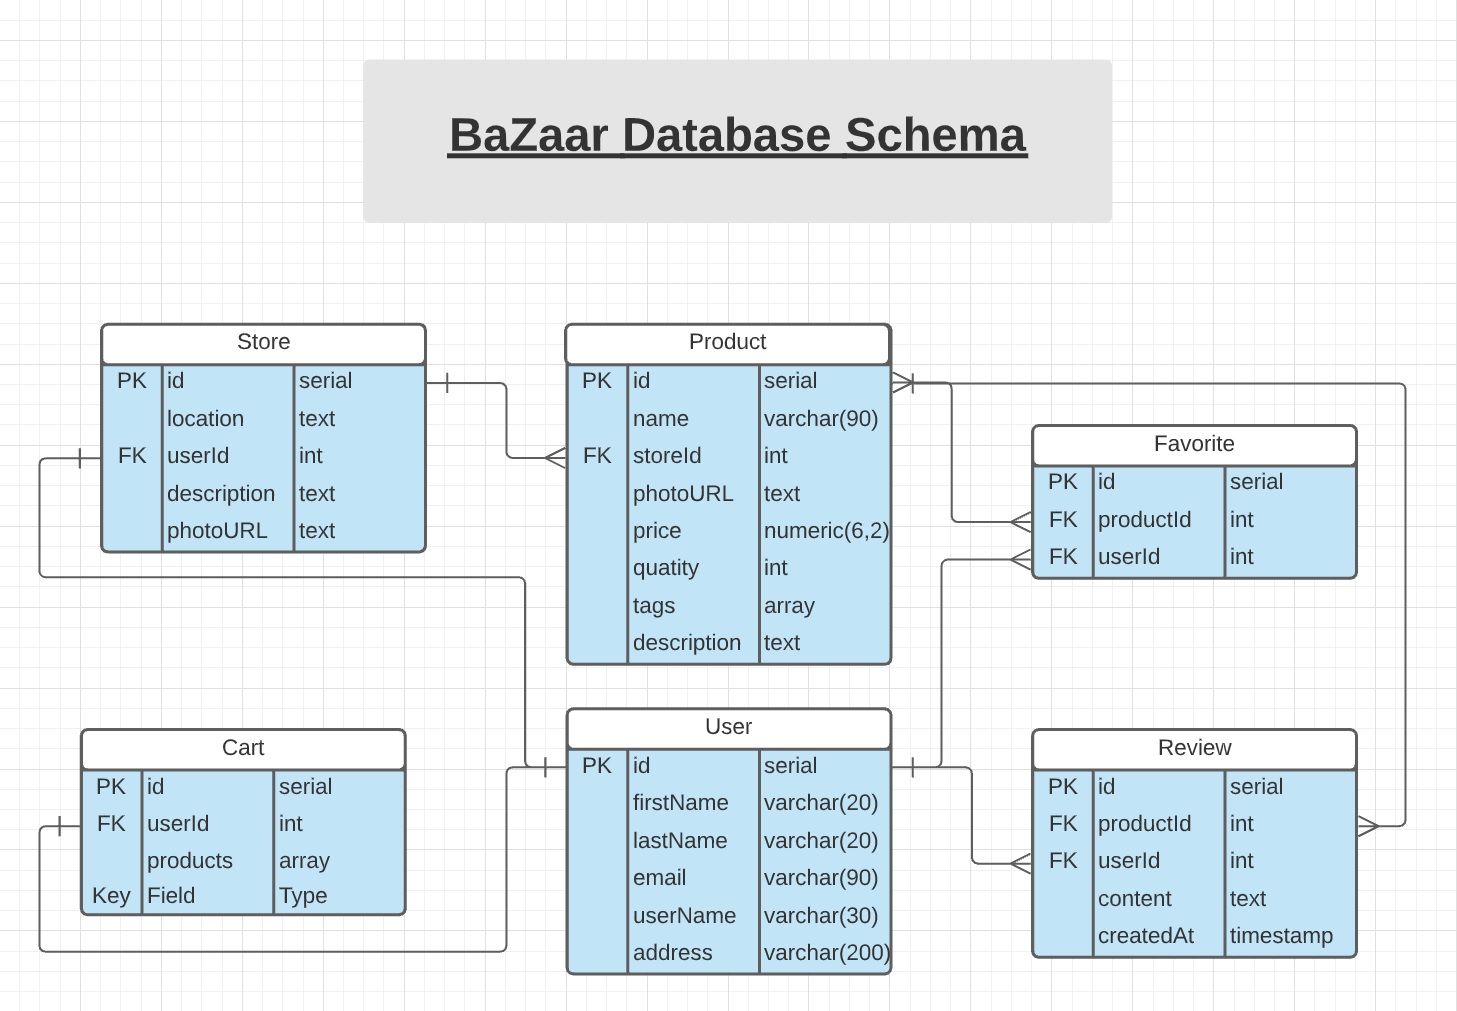 BaZaar Database Schema
Store
PK id serial
location text
FK userId int
description text
photoURL text
Product
PK id serial
name varchar(90)
FK storeId int
photoURL text
price numeric(6,2)
quatity int
tags array
description text
Favorite
PK id serial
FK productId int
FK userId int
Cart
PK id serial
FK userId int
products array
Key Field Type
User
PK id serial
firstName varchar(20)
lastName varchar(20)
email varchar(90)
userName varchar(30)
address varchar(200)
Review
PK id serial
FK productId int
FK userId int
content text
createdAt timestamp